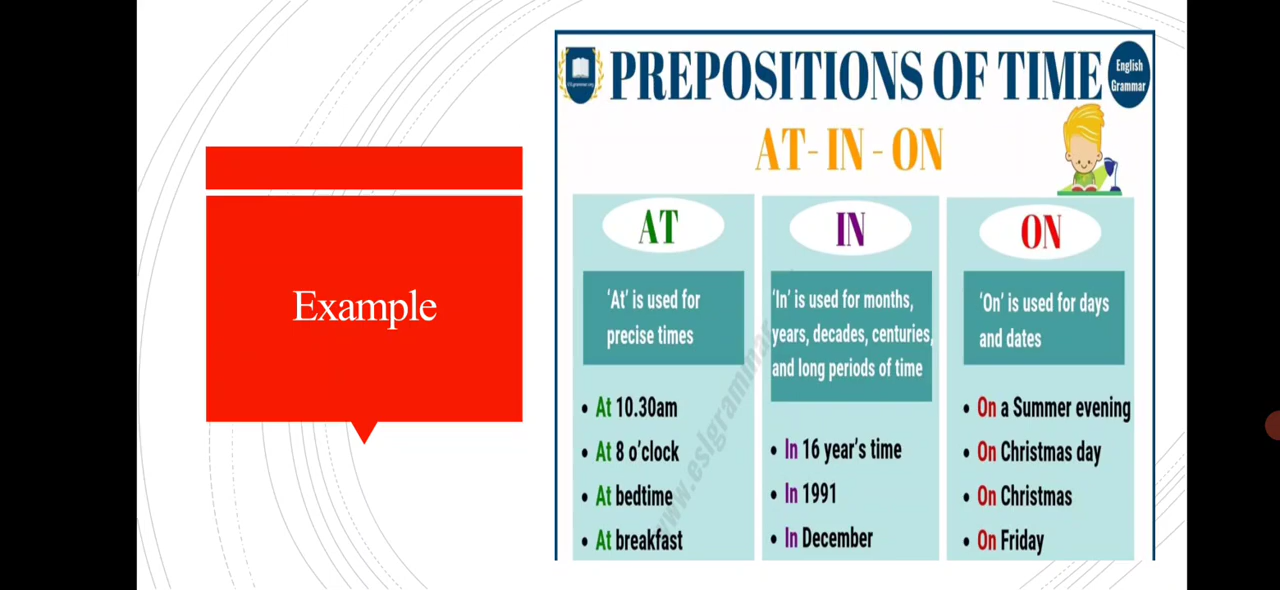 Example
PREPOSITIONS OF TIME
English
Grammar
AT - IN - ON
AT
'At' is used for
precise times
• At 10.30am
• At 8 o'clock
• At bedtime
• At breakfast
IN
'In' is used for months,
years, decades, centuries,
and long periods of time
• In 16 year's time
• In 1991
• In December
ON
'On' is used for days
and dates
• On a Summer evening
• On Christmas day
• On Christmas
• On Friday